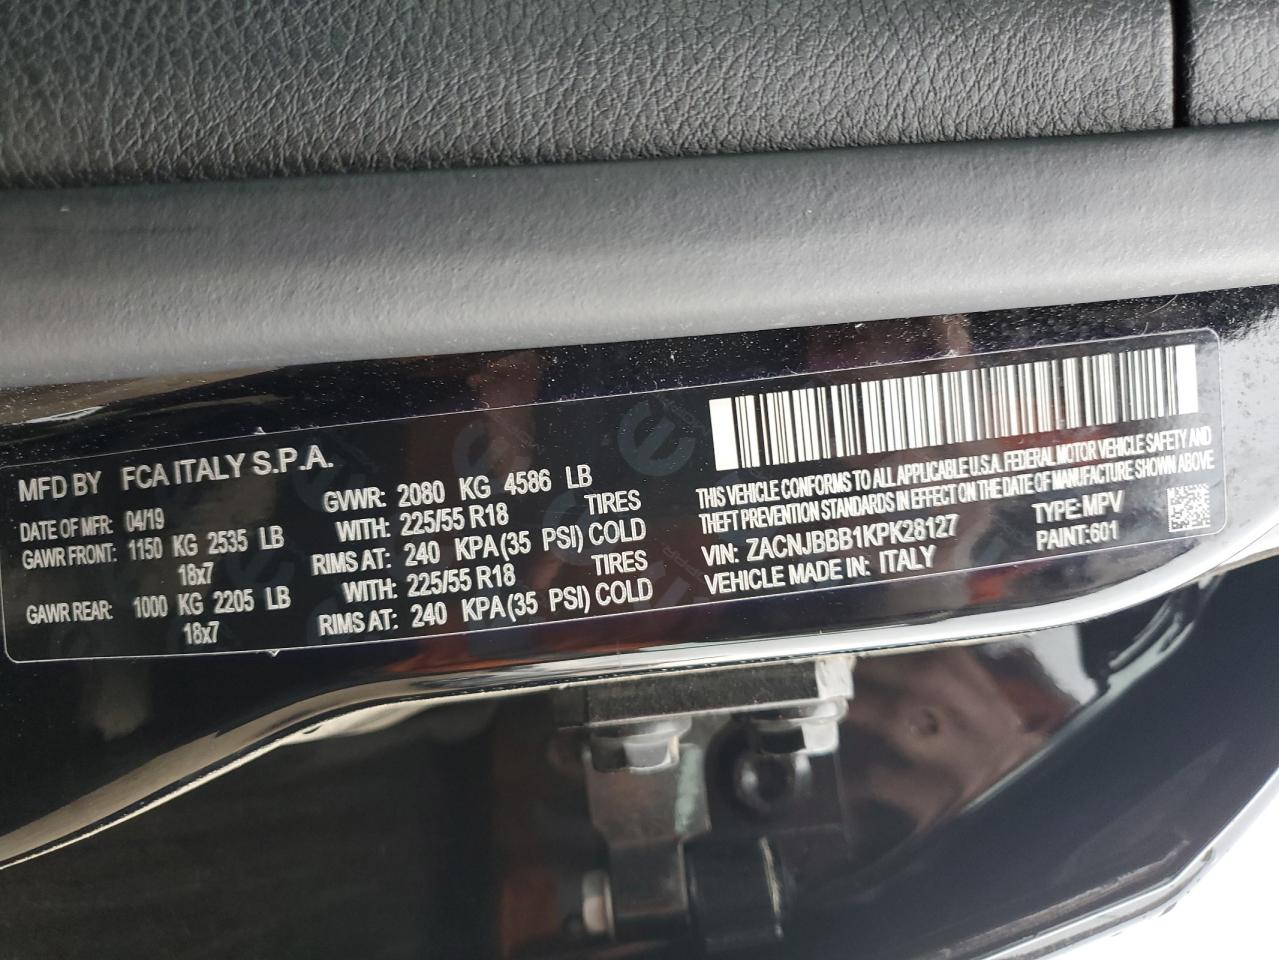 MFD BY FCA ITALY S.P.A.
DATE OF MFR: 04/19 GVWR: 2080 KG 4586 LB
GAWR FRONT: 1150 KG 2535 LB WITH: 225/55 R18 TIRES
18x7 RIMS AT: 240 KPA(35 PSI) COLD
GAWR REAR: 1000 KG 2205 LB WITH: 225/55 R18 TIRES
18x7 RIMS AT: 240 KPA(35 PSI) COLD
THIS VEHICLE CONFORMS TO ALL APPLICABLE U.S.A. FEDERAL MOTOR VEHICLE SAFETY AND
THEFT PREVENTION STANDARDS IN EFFECT ON THE DATE OF MANUFACTURE SHOWN ABOVE
VIN: ZACNJBBB1KPK28127 TYPE: MPV
VEHICLE MADE IN: ITALY PAINT:601